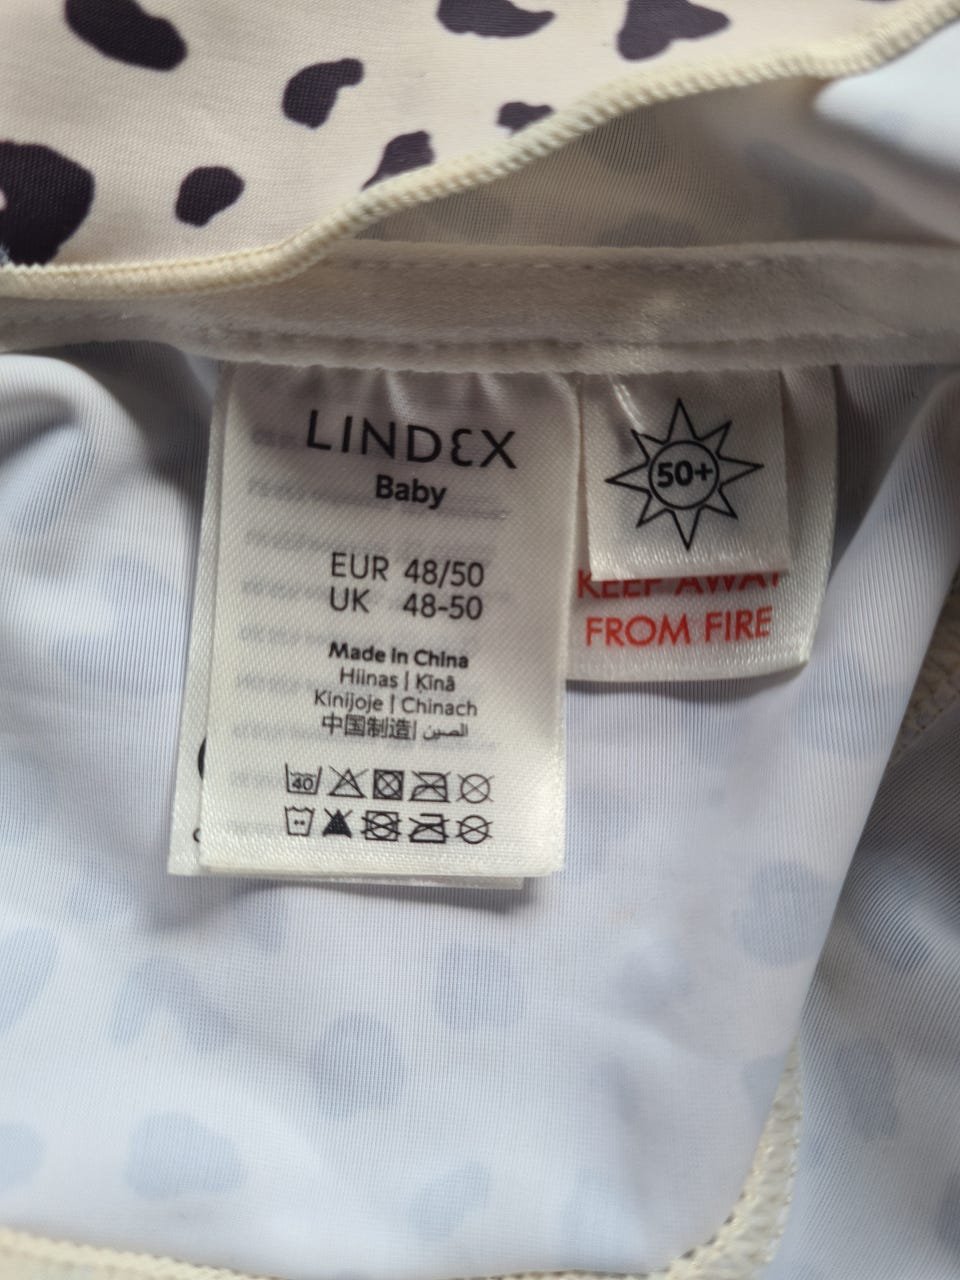 LINDEX
Baby
EUR 48/50
UK 48-50
Made in China
Hiinas | Ķīnā
Kinijoje | Chinach
中国制造| الصين
40
50+
KEEP AWAY
FROM FIRE